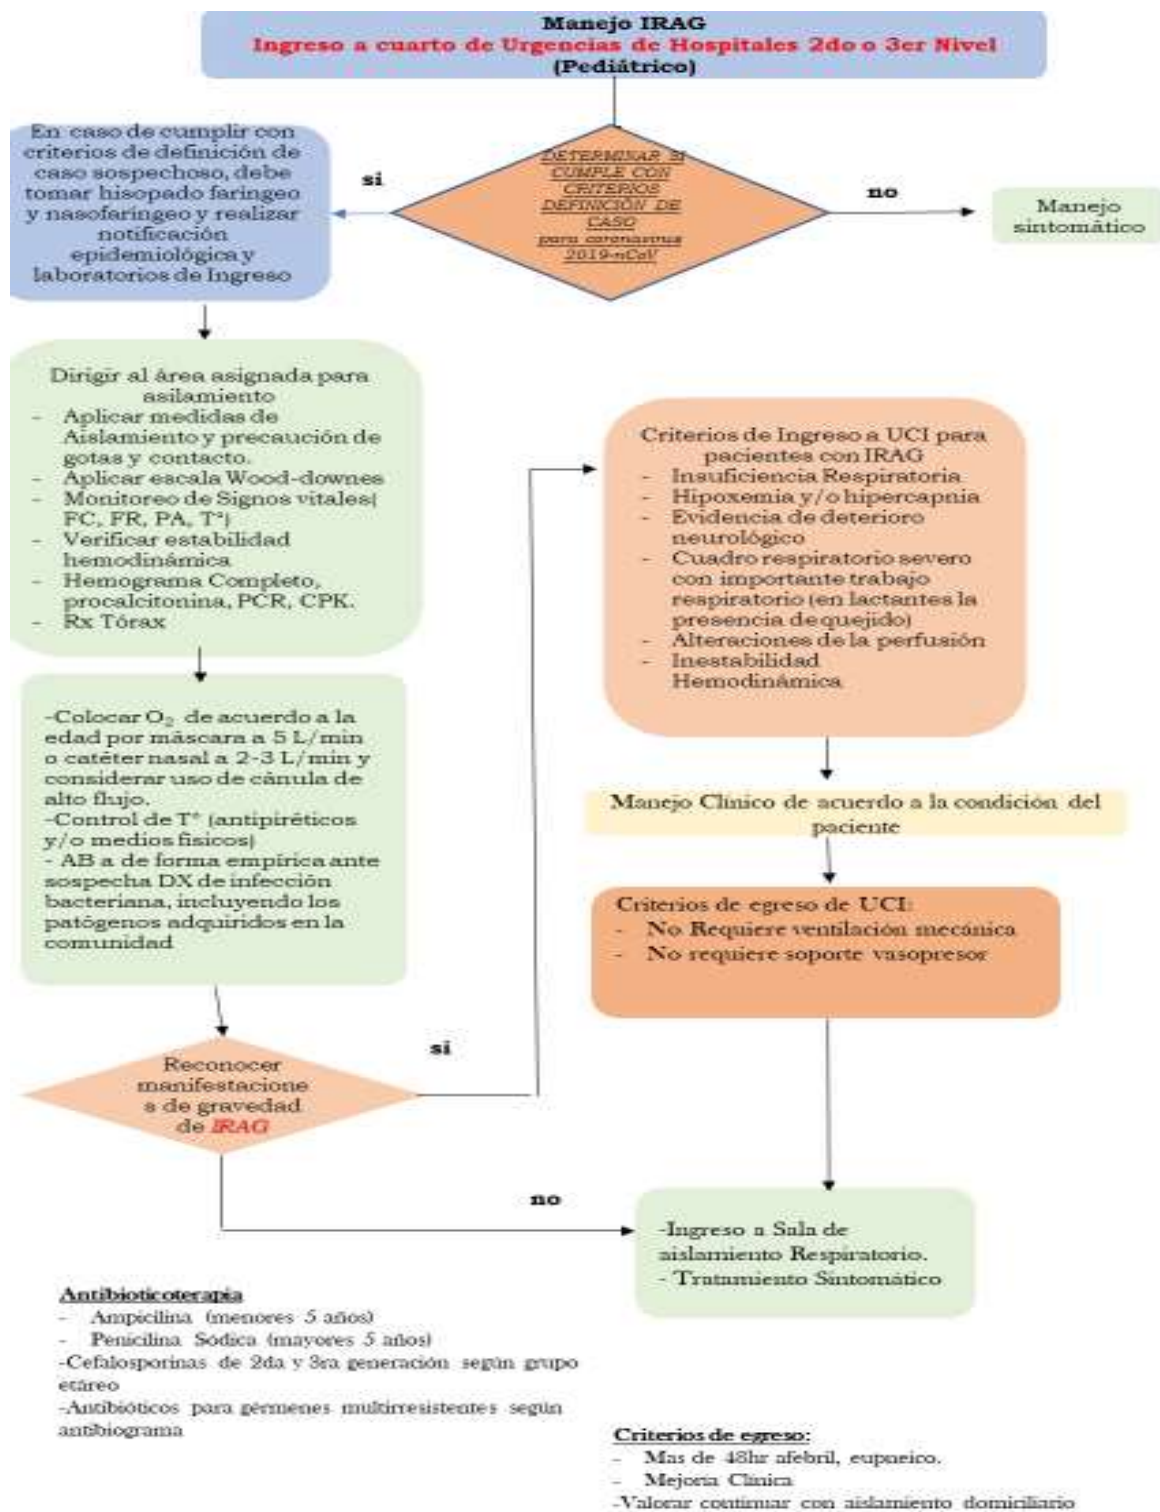 Manejo IRAG
Ingreso a cuarto de Urgencias de Hospitales 2do o 3er Nivel
(Pediátrico)
DETERMINAR SI
CUMPLE CON
CRITERIOS
DEFINICIÓN DE
CASO
para coronavirus
2019-nCoV
si
no
En caso de cumplir con
criterios de definición de
caso sospechoso, debe
tomar hisopado faríngeo
y nasofaríngeo y realizar
notificación
epidemiológica y
laboratorios de Ingreso
Manejo
sintomático
Dirigir al área asignada para
asilamiento
- Aplicar medidas de
Aislamiento y precaución de
gotas y contacto.
- Aplicar escala Wood-downes
- Monitoreo de Signos vitales(
FC, FR, PA, Tª)
- Verificar estabilidad
hemodinámica
- Hemograma Completo,
procalcitonina, PCR, CPK.
- Rx Tórax
-Colocar O₂ de acuerdo a la
edad por máscara a 5 L/min
o catéter nasal a 2-3 L/min y
considerar uso de cánula de
alto flujo.
-Control de Tª (antipiréticos
y/o medios físicos)
- AB a de forma empírica ante
sospecha DX de infección
bacteriana, incluyendo los
patógenos adquiridos en la
comunidad
Reconocer
manifestacione
s de gravedad
de IRAG
si
no
Criterios de Ingreso a UCI para
pacientes con IRAG
- Insuficiencia Respiratoria
- Hipoxemia y/o hipercapnia
- Evidencia de deterioro
neurológico
- Cuadro respiratorio severo
con importante trabajo
respiratorio (en lactantes la
presencia de quejido)
- Alteraciones de la perfusión
- Inestabilidad
Hemodinámica
Manejo Clínico de acuerdo a la condición del
paciente
Criterios de egreso de UCI:
- No Requiere ventilación mecánica
- No requiere soporte vasopresor
-Ingreso a Sala de
aislamiento Respiratorio.
- Tratamiento Sintomático
Antibioticoterapia
- Ampicilina (menores 5 años)
- Penicilina Sódica (mayores 5 años)
-Cefalosporinas de 2da y 3ra generación según grupo
etáreo
-Antibióticos para gérmenes multirresistentes según
antibiograma
Criterios de egreso:
- Mas de 48hr afebril, eupneico.
- Mejoría Clínica
-Valorar continuar con aislamiento domiciliario